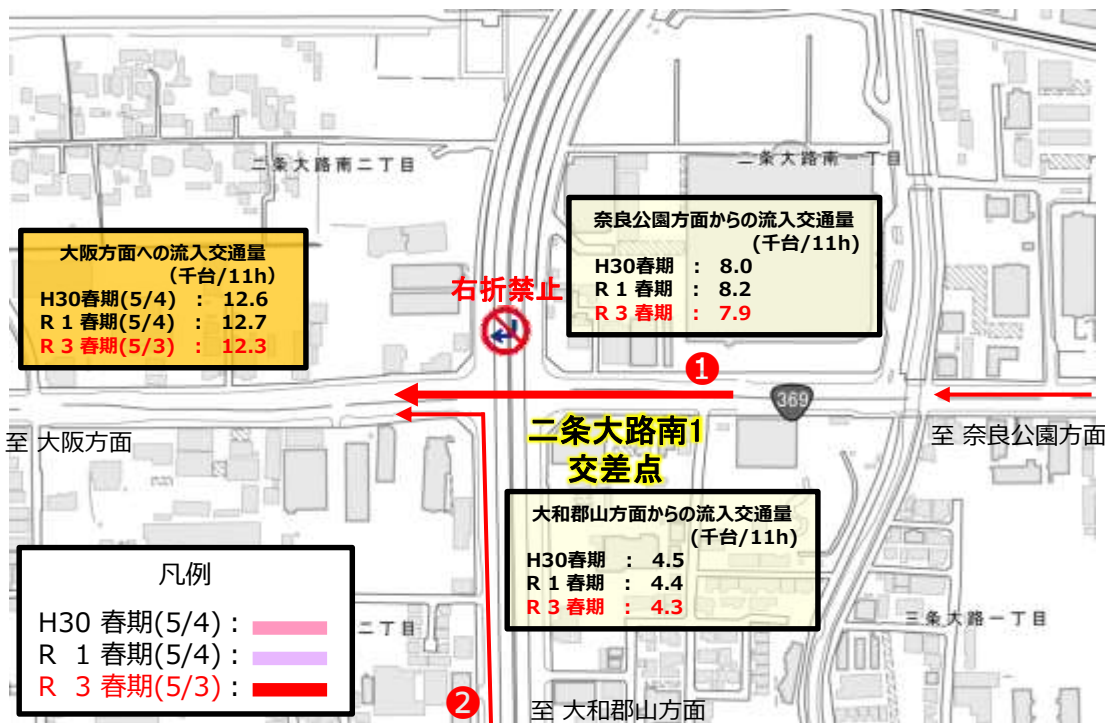 二条大路南二丁目
二条大路南一丁目
大阪方面への流入交通量
(千台/11h)
H30春期(5/4) : 12.6
R 1 春期(5/4) : 12.7
R 3 春期(5/3) : 12.3
奈良公園方面からの流入交通量
(千台/11h)
H30春期 : 8.0
R 1 春期 : 8.2
R 3 春期 : 7.9
右折禁止
❶
369
至 大阪方面
二条大路南1
交差点
至 奈良公園方面
大和郡山方面からの流入交通量
(千台/11h)
H30春期 : 4.5
R 1 春期 : 4.4
R 3 春期 : 4.3
凡例
H30 春期(5/4) :
R 1 春期(5/4) :
R 3 春期(5/3) :
二丁目
三条大路一丁目
❷
至 大和郡山方面